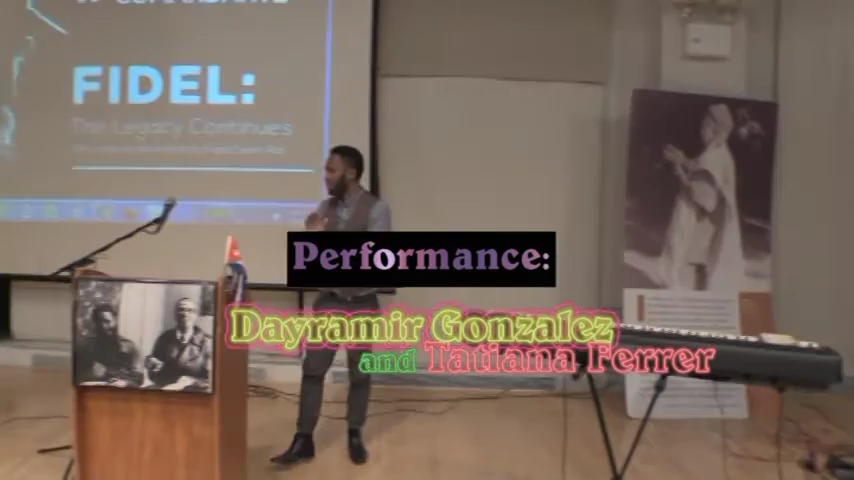 FIDEL:
The Legacy Continues
Performance:
Dayramir Gonzalez
and Tatiana Ferrer